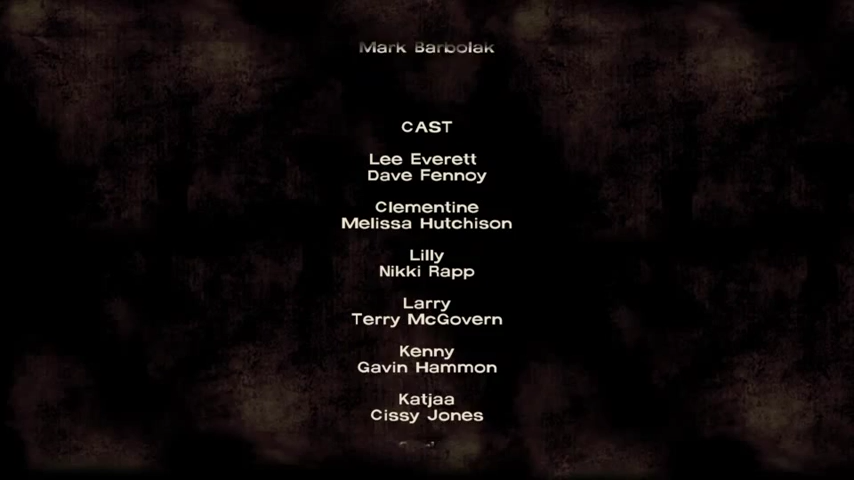 Mark Barbolak
CAST
Lee Everett
Dave Fennoy
Clementine
Melissa Hutchison
Lilly
Nikki Rapp
Larry
Terry McGovern
Kenny
Gavin Hammon
Katjaa
Cissy Jones